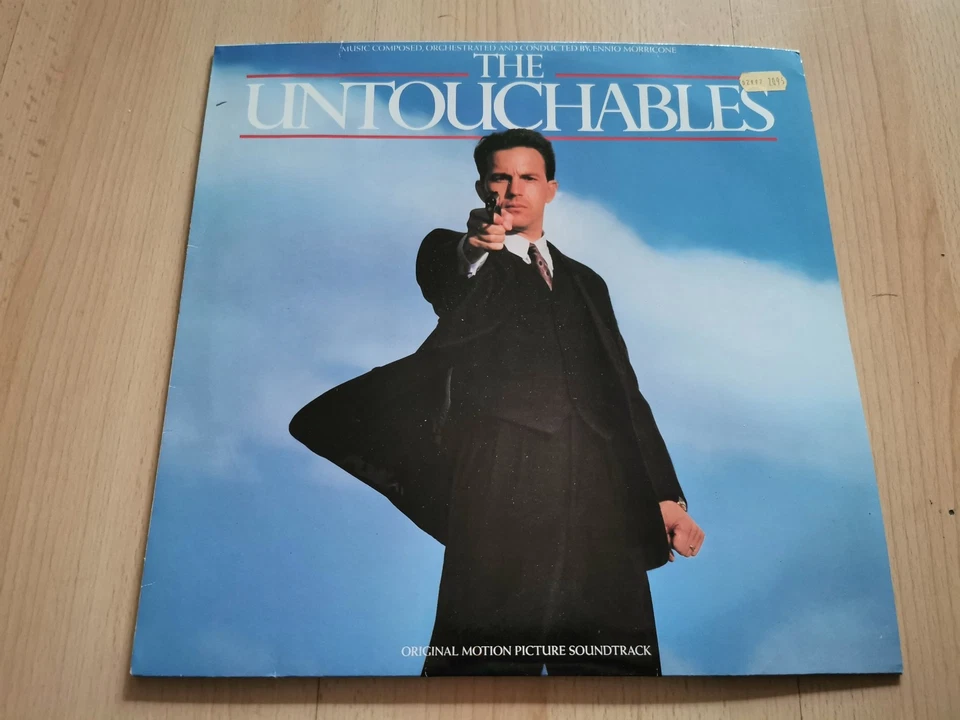 MUSIC COMPOSED, ORCHESTRATED AND CONDUCTED BY ENNIO MORRICONE
THE
UNTOUCHABLES
ORIGINAL MOTION PICTURE SOUNDTRACK